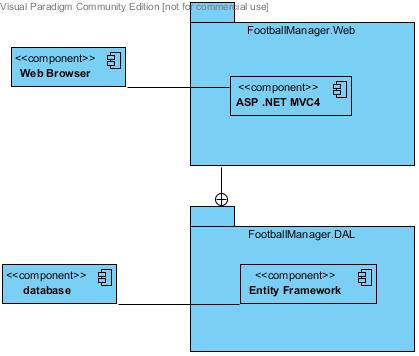 Visual Paradigm Community Edition [not for commercial use]
FootballManager.Web
<<component>>
Web Browser
<<component>>
ASP .NET MVC4
FootballManager.DAL
<<component>>
database
<<component>>
Entity Framework